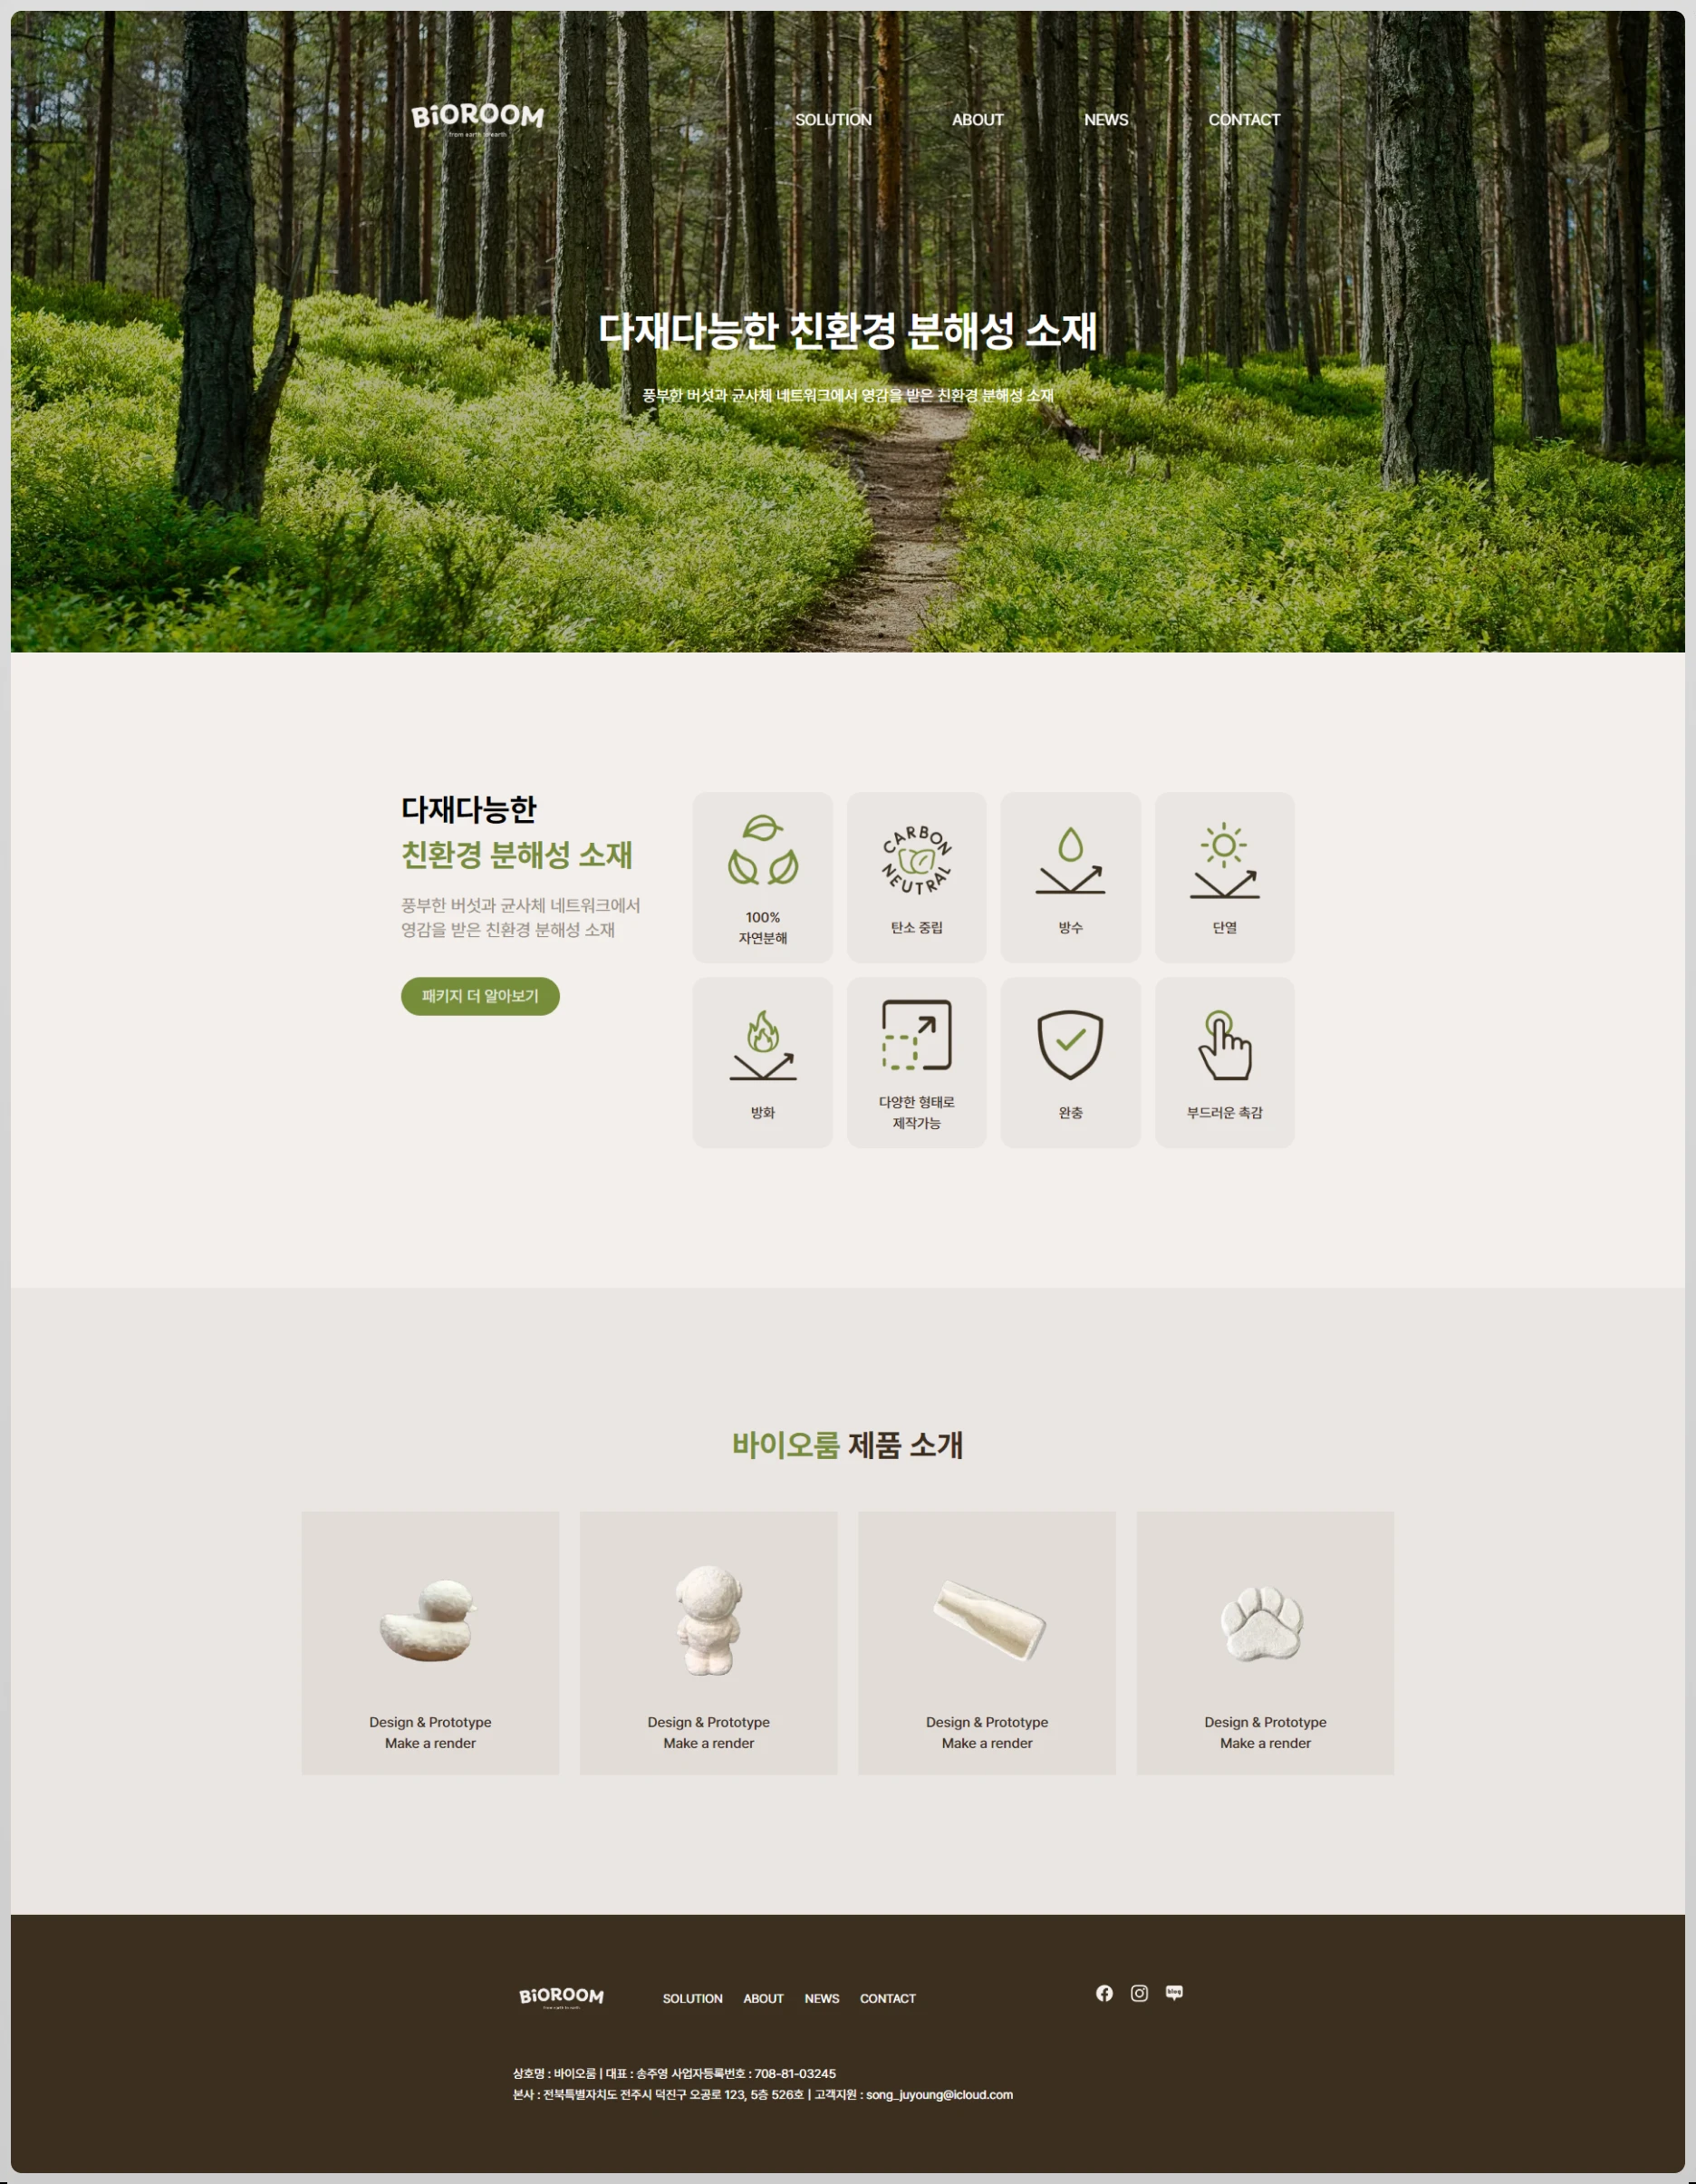 BiOROOM
from earth to earth
SOLUTION ABOUT NEWS CONTACT
다재다능한 친환경 분해성 소재
풍부한 버섯과 균사체 네트워크에서 영감을 받은 친환경 분해성 소재
다재다능한
친환경 분해성 소재
풍부한 버섯과 균사체 네트워크에서
영감을 받은 친환경 분해성 소재
패키지 더 알아보기
100%
자연분해
CARBON
NEUTRAL
탄소 중립
방수
단열
방화
다양한 형태로
제작가능
완충
부드러운 촉감
바이오룸 제품 소개
Design & Prototype
Make a render
Design & Prototype
Make a render
Design & Prototype
Make a render
Design & Prototype
Make a render
BiOROOM
from earth to earth
SOLUTION ABOUT NEWS CONTACT
blog
상호명 : 바이오룸 | 대표 : 송주영 사업자등록번호 : 708-81-03245
본사 : 전북특별자치도 전주시 덕진구 오공로 123, 5층 526호 | 고객지원 : song_juyoung@icloud.com